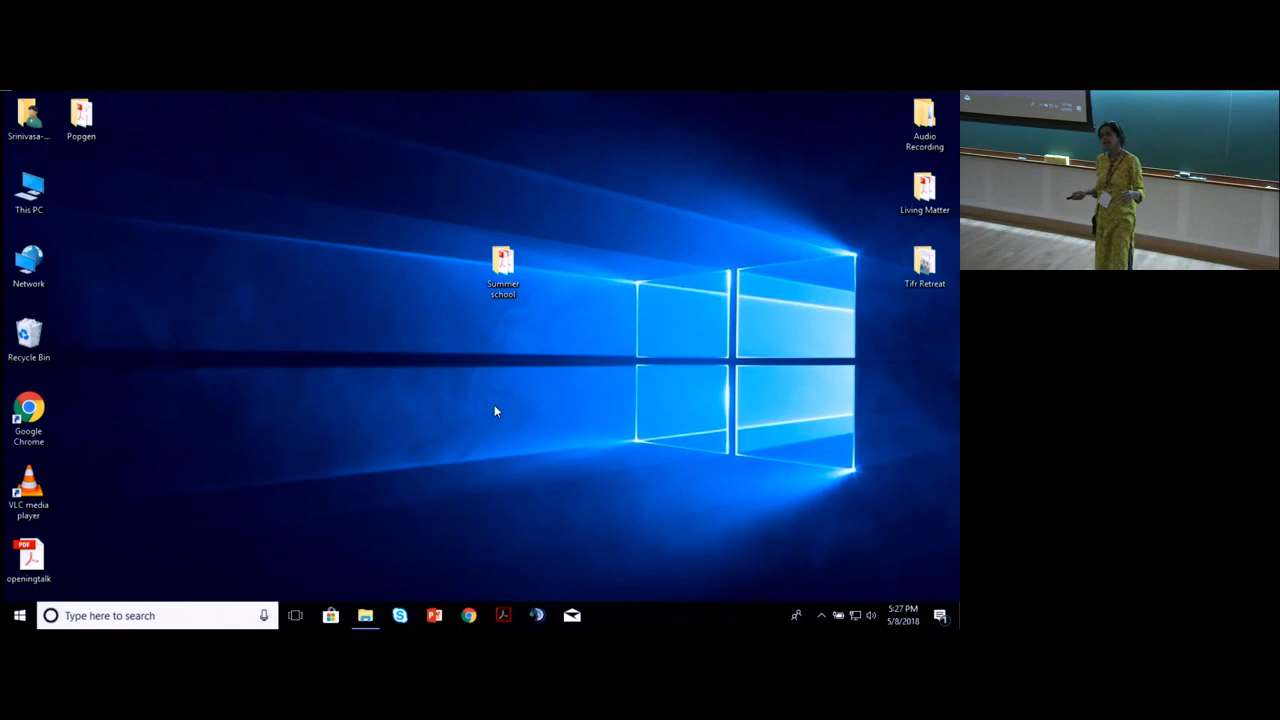 Srinivasa-...
Popgen
Audio
Recording
This PC
Living Matter
Network
Summer
school
Tifr Retreat
Recycle Bin
Google
Chrome
VLC media
player
PDF
openingtalk
Type here to search
5:27 PM
5/8/2018